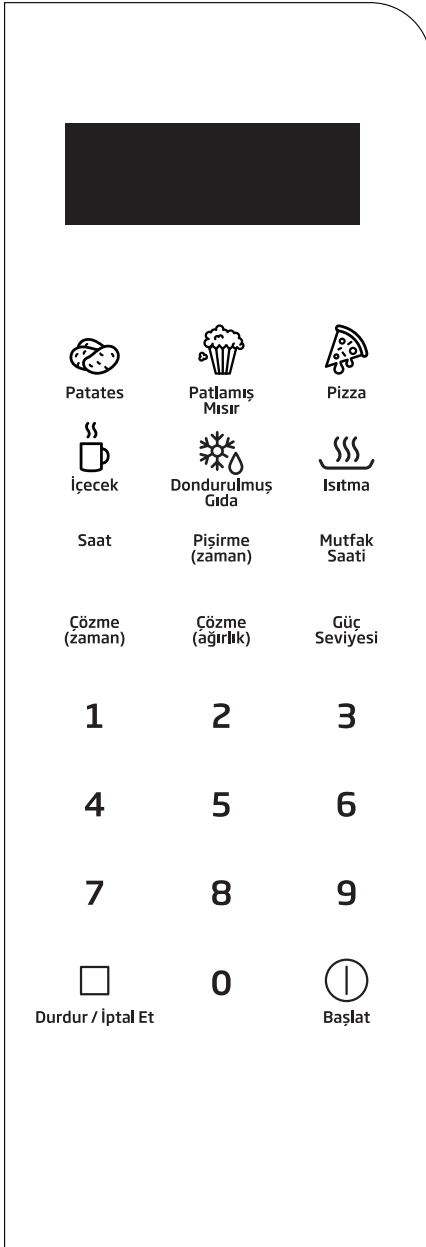 Patates Patlamış Mısır Pizza
İçecek Dondurulmuş Gıda Isıtma
Saat Pişirme (zaman) Mutfak Saati
Çözme (zaman) Çözme (ağırlık) Güç Seviyesi
1 2 3
4 5 6
7 8 9
0
Durdur / İptal Et Başlat